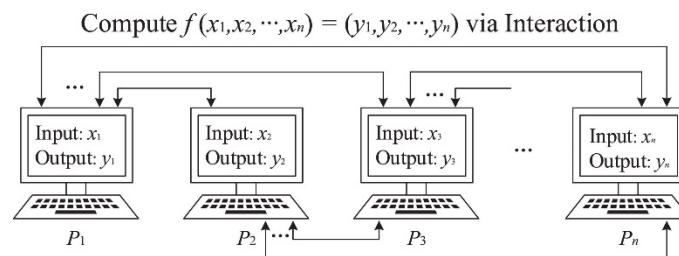 Compute f(x₁,x₂,⋯,xₙ) = (y₁,y₂,⋯,yₙ) via Interaction
...
...
Input: x₁
Output: y₁
Input: x₂
Output: y₂
Input: x₃
Output: y₃
...
Input: xₙ
Output: yₙ
P₁
P₂
...
P₃
Pₙ